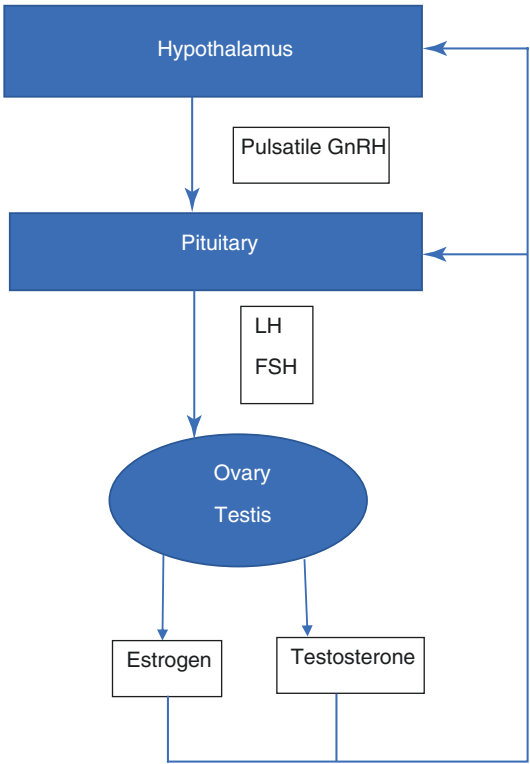 Hypothalamus
Pulsatile GnRH
Pituitary
LH
FSH
Ovary
Testis
Estrogen
Testosterone